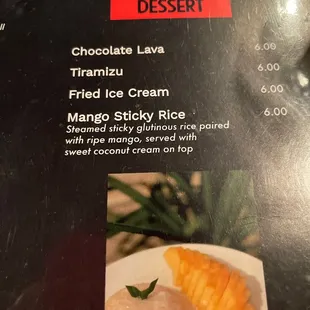 DESSERT
Chocolate Lava 6.00
Tiramizu 6.00
Fried Ice Cream 6.00
Mango Sticky Rice 6.00
Steamed sticky glutinous rice paired
with ripe mango, served with
sweet coconut cream on top